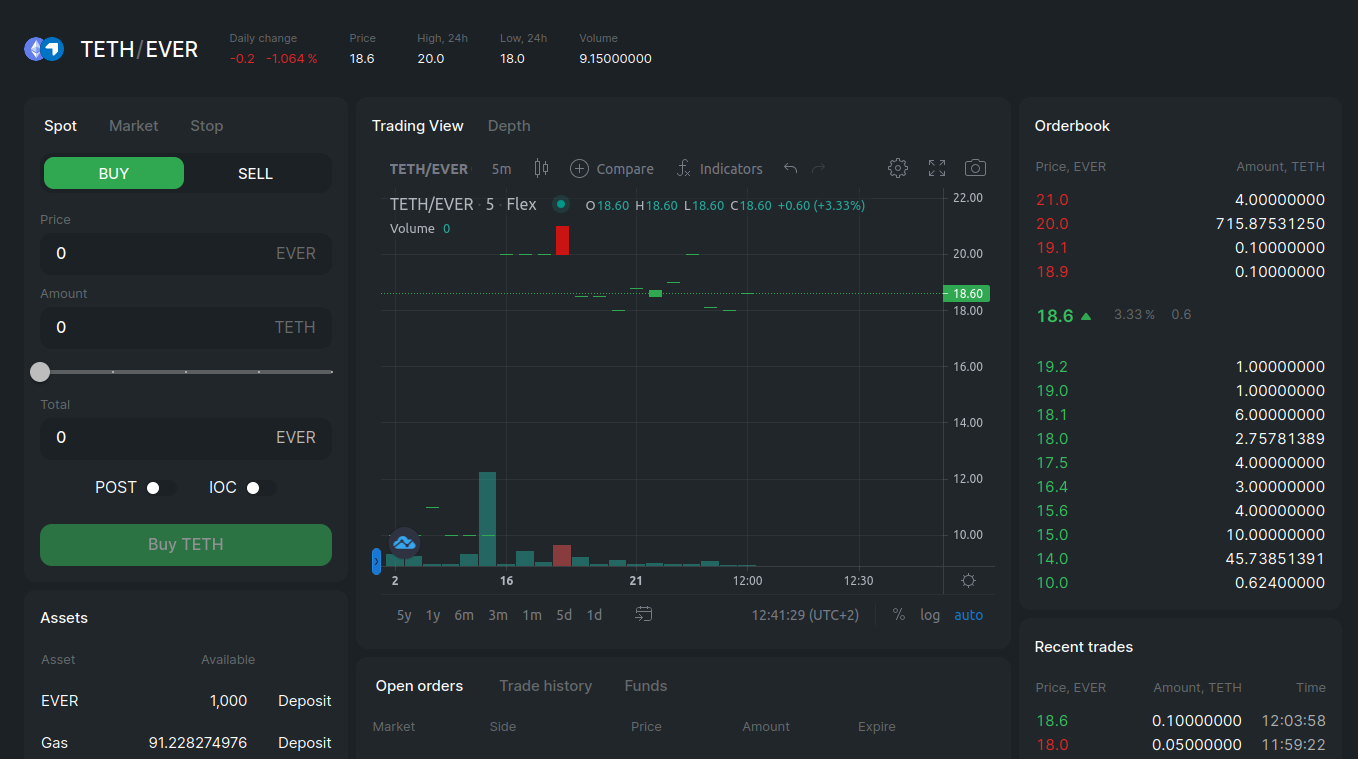 TETH/EVER
Daily change Price High, 24h Low, 24h Volume
-0.2 -1.064 % 18.6 20.0 18.0 9.15000000
Spot Market Stop
BUY SELL
Price
0 EVER
Amount
0 TETH
Total
0 EVER
POST IOC
Buy TETH
Assets
Asset Available
EVER 1,000 Deposit
Gas 91.228274976 Deposit
Trading View Depth
TETH/EVER 5m Compare Indicators
TETH/EVER · 5 · Flex O18.60 H18.60 L18.60 C18.60 +0.60 (+3.33%)
Volume 0
22.00
20.00
18.60
18.00
16.00
14.00
12.00
10.00
2 16 21 12:00 12:30
5y 1y 6m 3m 1m 5d 1d 12:41:29 (UTC+2) % log auto
Open orders Trade history Funds
Market Side Price Amount Expire
Orderbook
Price, EVER Amount, TETH
21.0 4.00000000
20.0 715.87531250
19.1 0.10000000
18.9 0.10000000
18.6 3.33 % 0.6
19.2 1.00000000
19.0 1.00000000
18.1 6.00000000
18.0 2.75781389
17.5 4.00000000
16.4 3.00000000
15.6 4.00000000
15.0 10.00000000
14.0 45.73851391
10.0 0.62400000
Recent trades
Price, EVER Amount, TETH Time
18.6 0.10000000 12:03:58
18.0 0.05000000 11:59:22